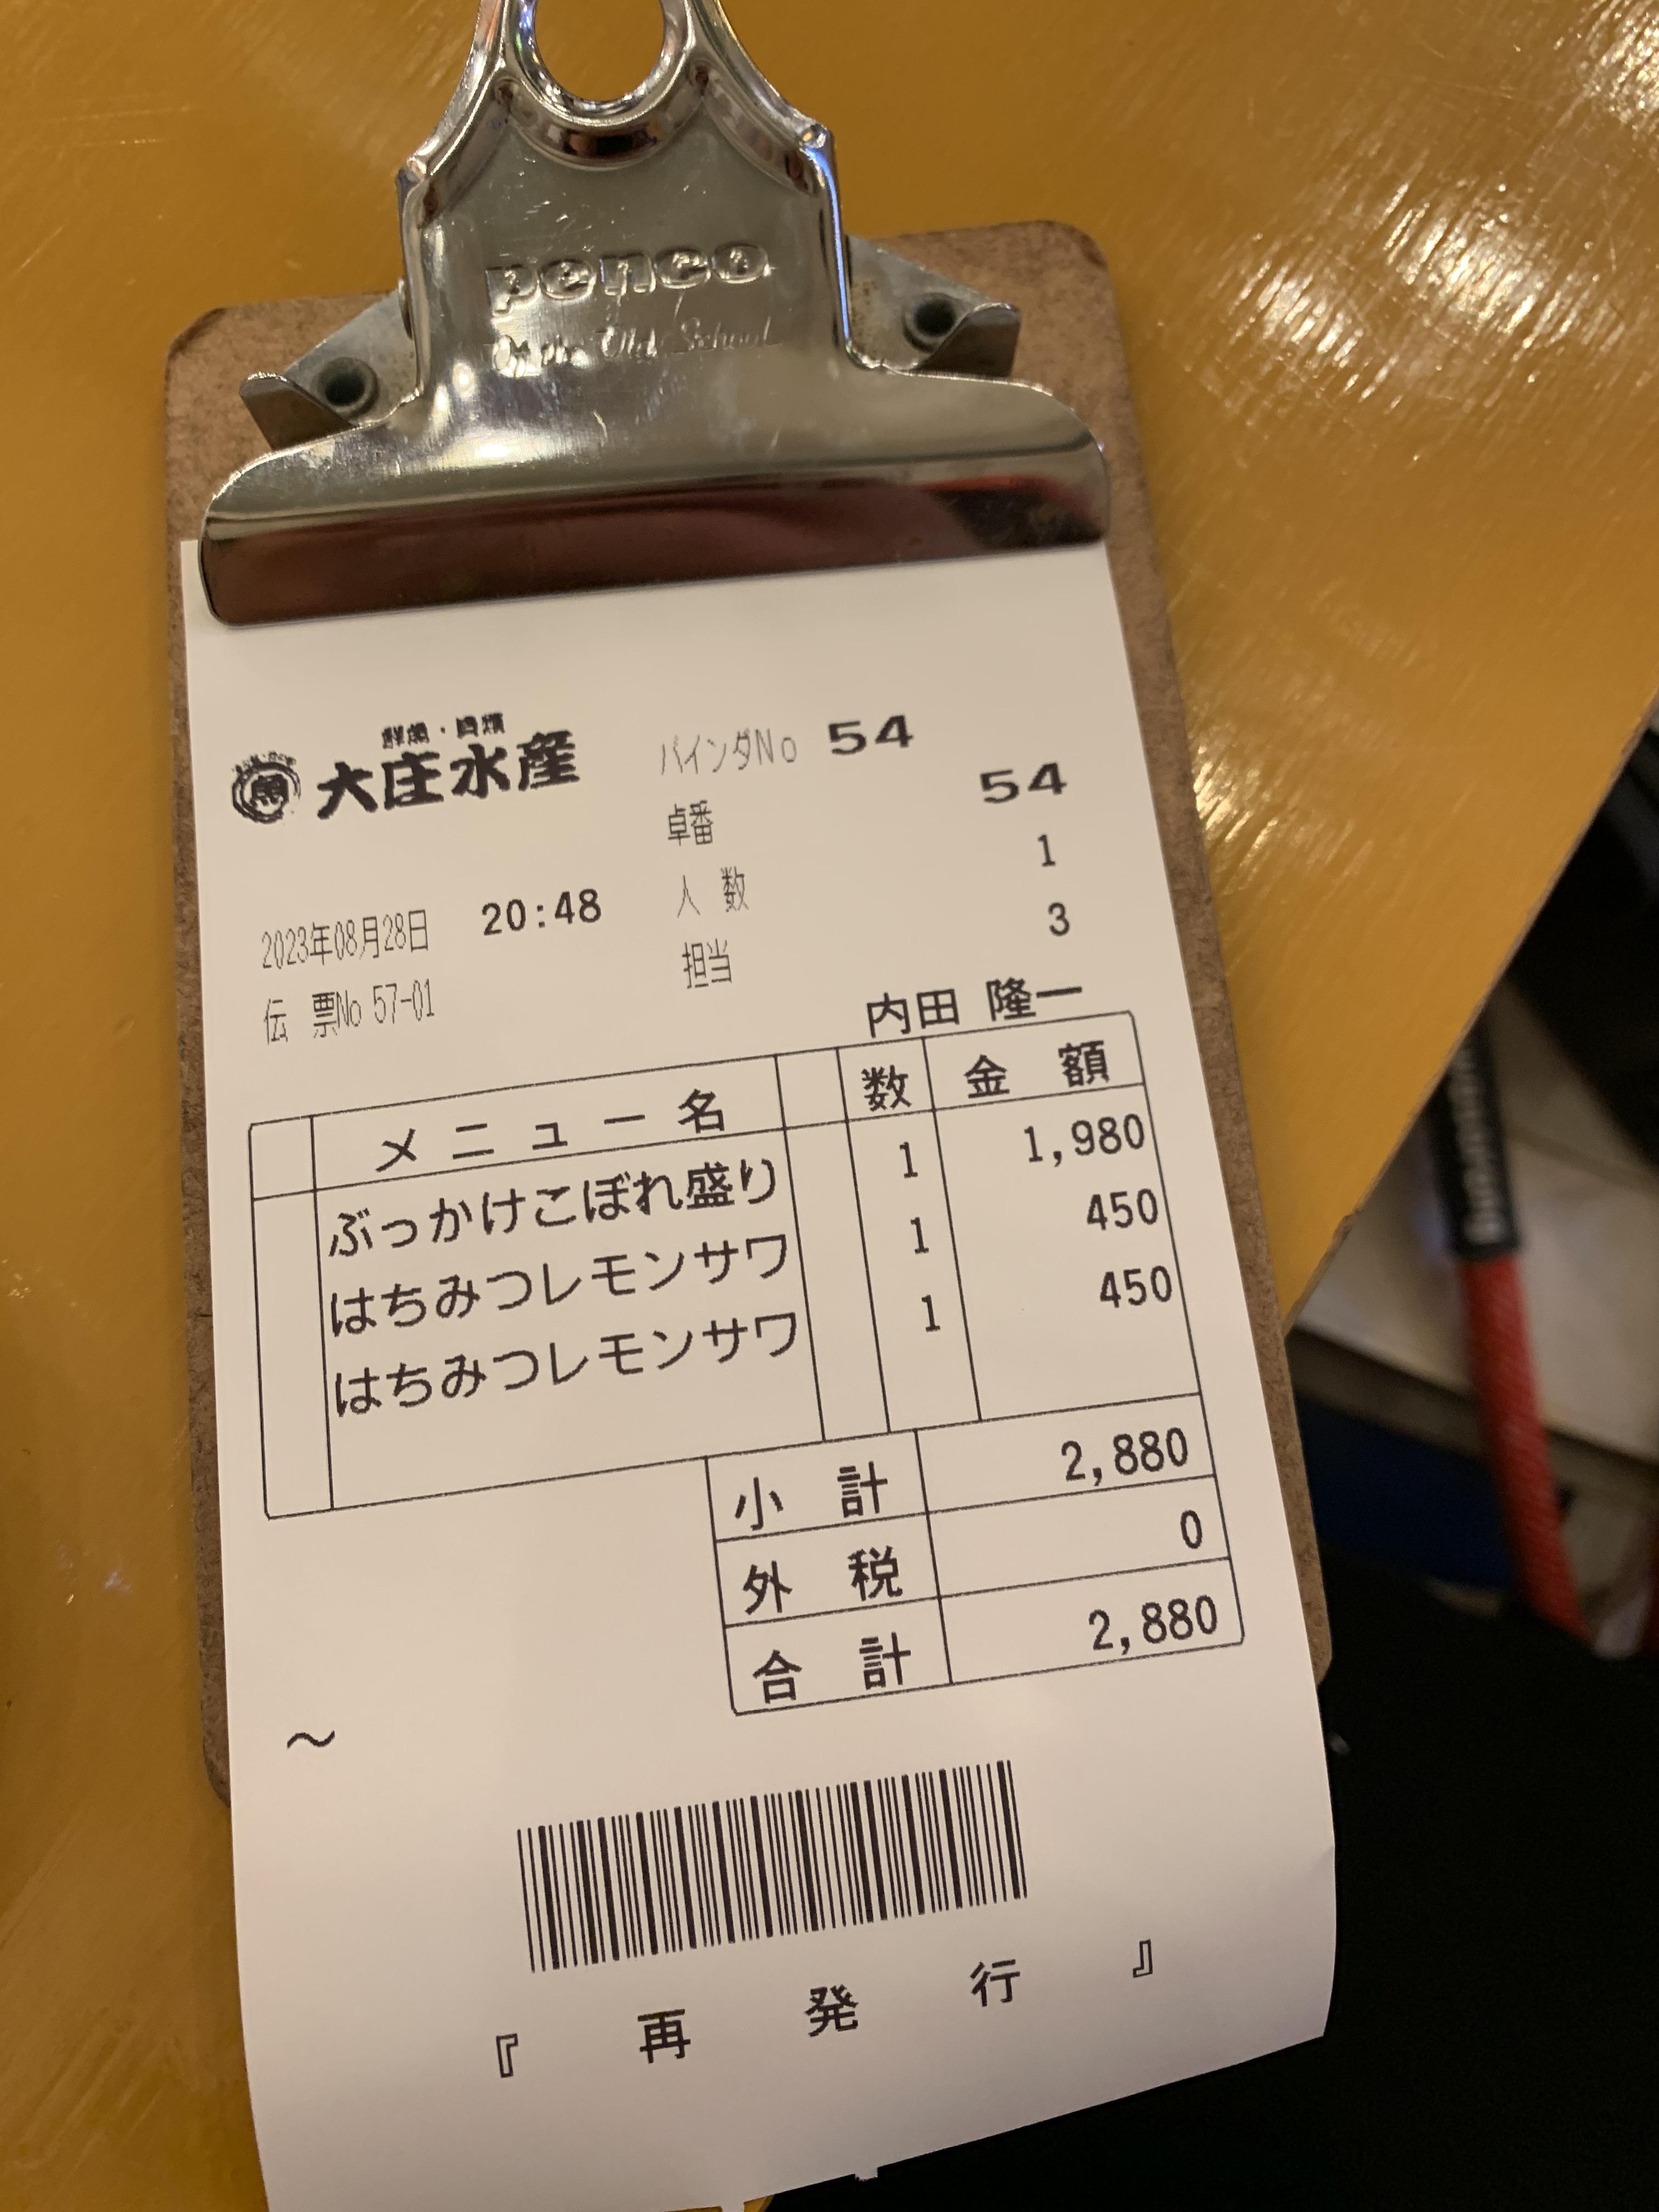 penco
Of the Old School
鮮魚・貝類
大庄水産
バインダNo 54
卓番 54
人 数 1
担当 3
内田 隆一
2023年08月28日 20:48
伝 票No 57-01
メニュー名 数 金 額
ぶっかけこぼれ盛り 1 1,980
はちみつレモンサワ 1 450
はちみつレモンサワ 1 450
小 計 2,880
外 税 0
合 計 2,880
～
『 再 発 行 』